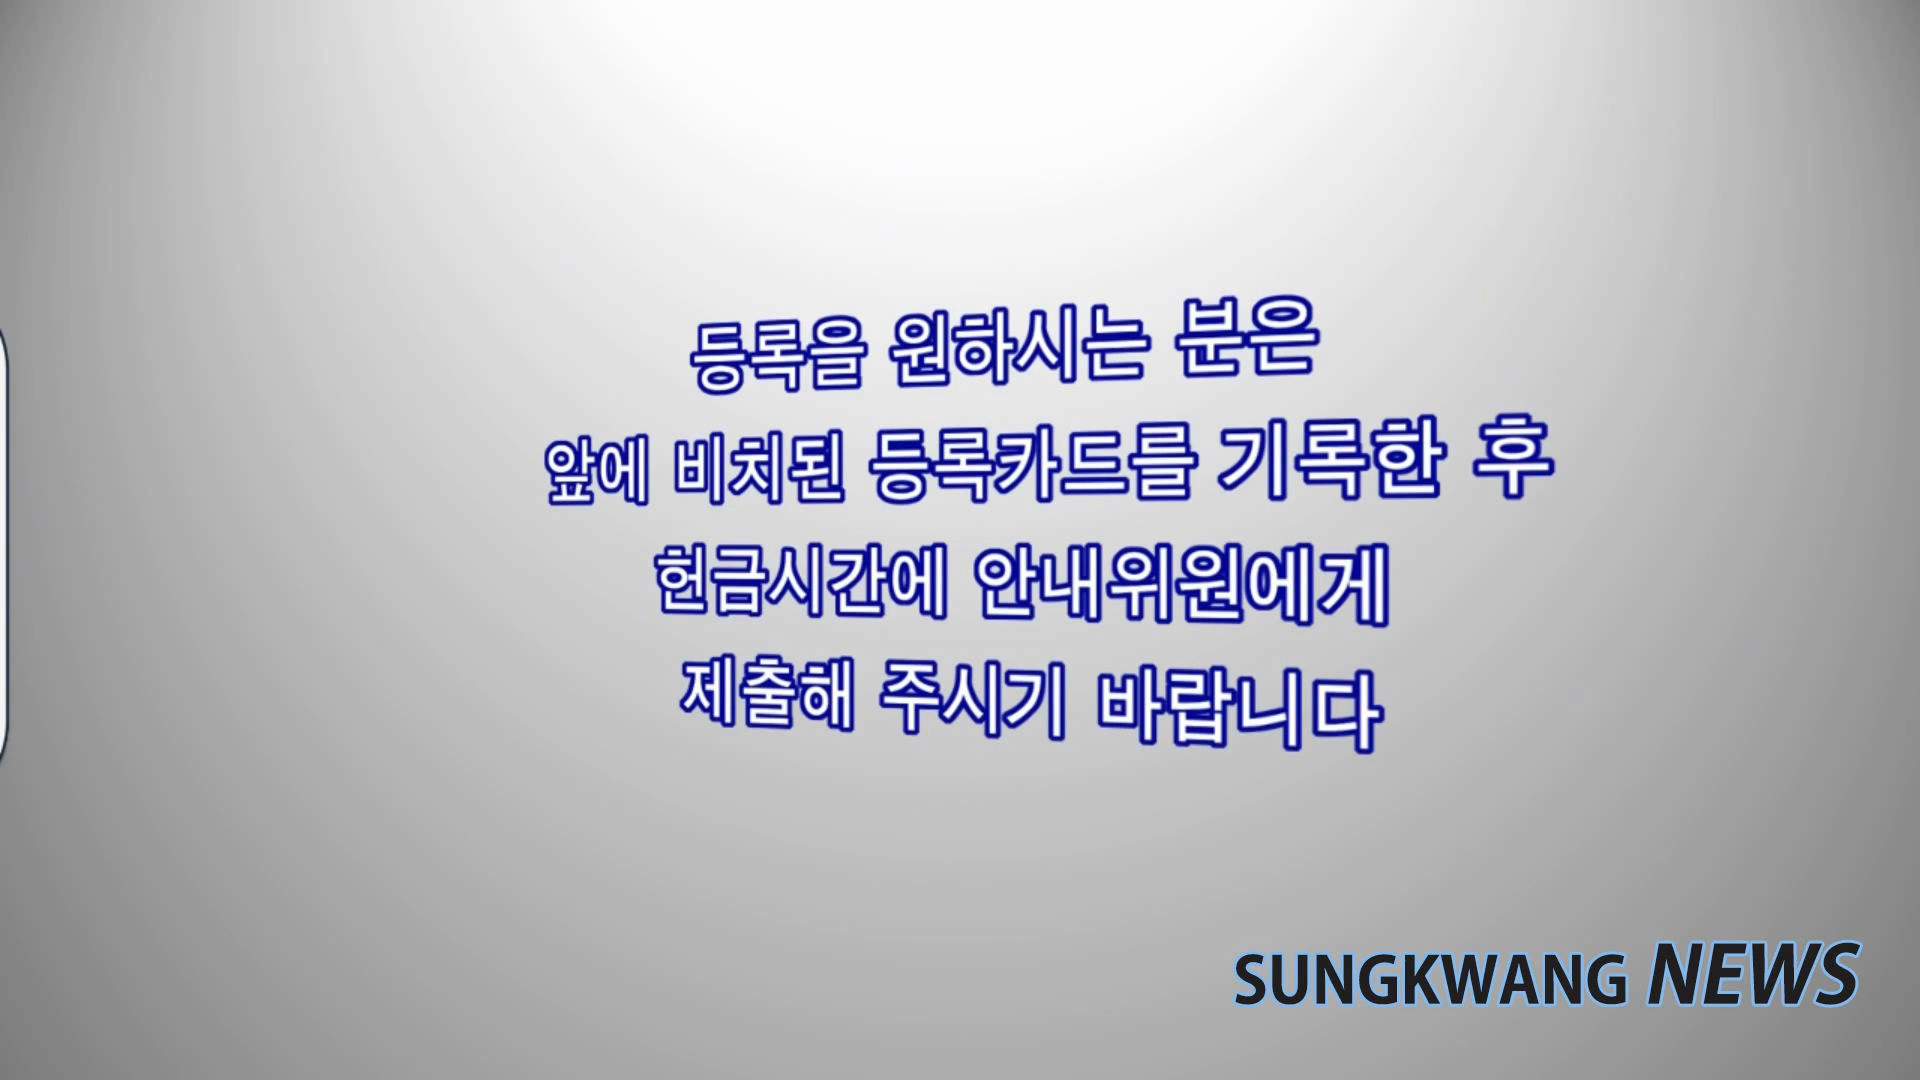 등록을 원하시는 분은
앞에 비치된 등록카드를 기록한 후
헌금시간에 안내위원에게
제출해 주시기 바랍니다
SUNGKWANG NEWS